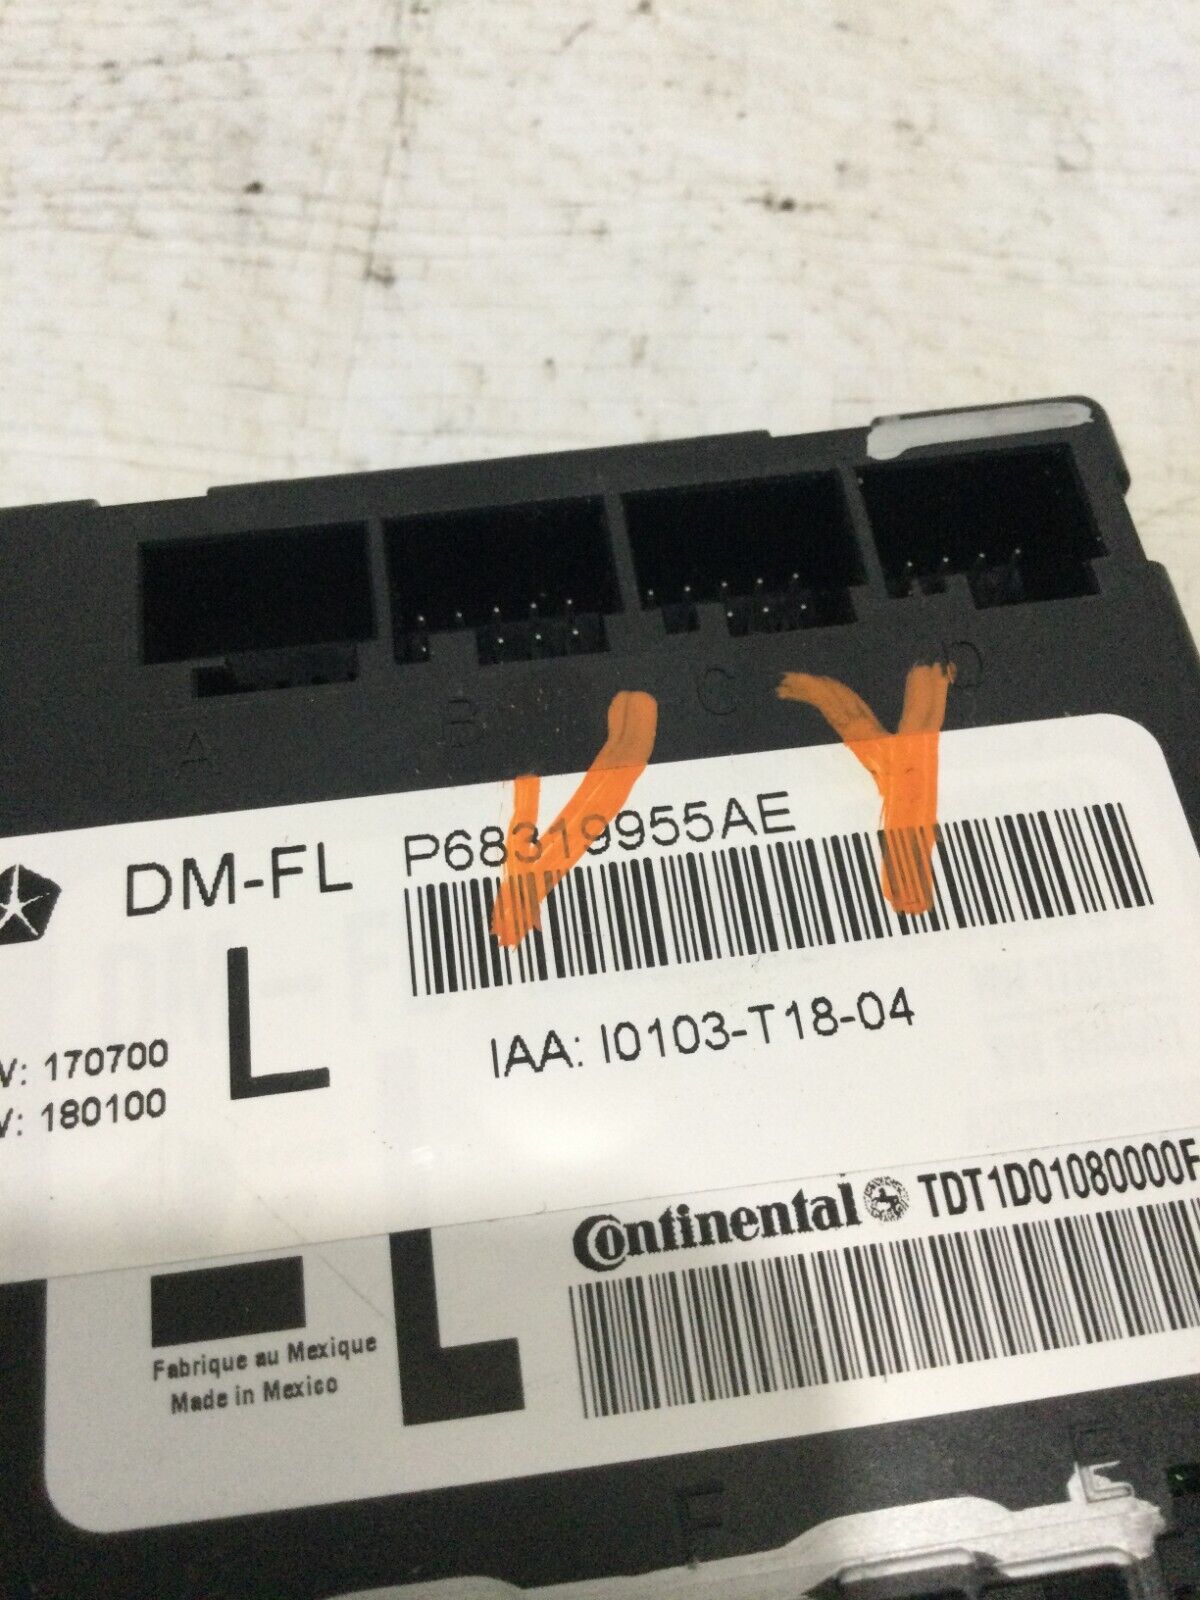 A B C D
V Y
DM-FL P68319955AE
L
V: 170700
V: 180100
IAA: I0103-T18-04
Continental TDT1D01080000F
L
Fabrique au Mexique
Made in Mexico
F E